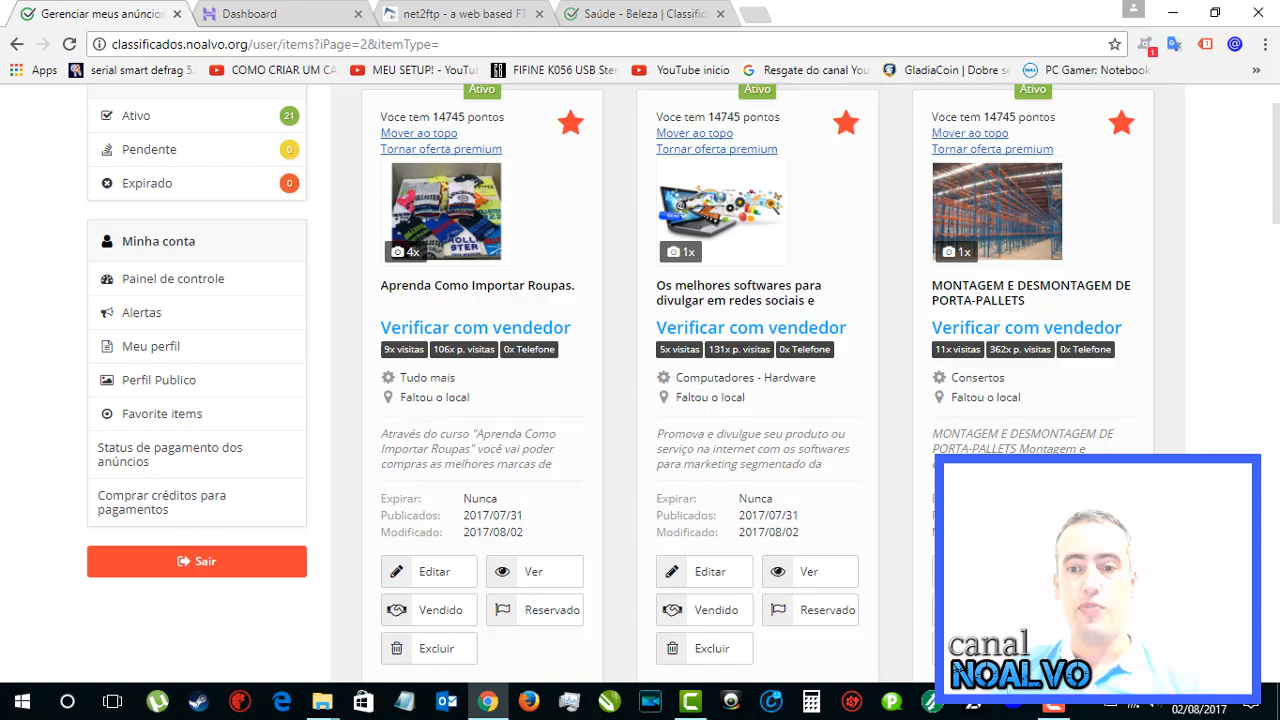 Gerenciar meus anúncios
Dashboard
net2ftp - a web based FT
Saúde - Beleza | Classific
classificados.noalvo.org/user/items?iPage=2&itemType=
Apps
serial smart defrag 5.
COMO CRIAR UM CA
MEU SETUP! - YouTu
FIFINE K056 USB Ster
YouTube inicio
Resgate do canal You
GladiaCoin | Dobre se
PC Gamer: Notebook
»
Ativo 21
Pendente 0
Expirado 0
Minha conta
Painel de controle
Alertas
Meu perfil
Perfil Publico
Favorite items
Status de pagamento dos
anúncios
Comprar créditos para
pagamentos
Sair
Ativo
Voce tem 14745 pontos
Mover ao topo
Tornar oferta premium
4x
Aprenda Como Importar Roupas.
Verificar com vendedor
9x visitas 106x p. visitas 0x Telefone
Tudo mais
Faltou o local
Através do curso "Aprenda Como
Importar Roupas" você vai poder
compras as melhores marcas de
Expirar: Nunca
Publicados: 2017/07/31
Modificado: 2017/08/02
Editar Ver
Vendido Reservado
Excluir
Ativo
Voce tem 14745 pontos
Mover ao topo
Tornar oferta premium
1x
Os melhores softwares para
divulgar em redes sociais e
Verificar com vendedor
5x visitas 131x p. visitas 0x Telefone
Computadores - Hardware
Faltou o local
Promova e divulgue seu produto ou
serviço na internet com os softwares
para marketing segmentado da
Expirar: Nunca
Publicados: 2017/07/31
Modificado: 2017/08/02
Editar Ver
Vendido Reservado
Excluir
Ativo
Voce tem 14745 pontos
Mover ao topo
Tornar oferta premium
1x
MONTAGEM E DESMONTAGEM DE
PORTA-PALLETS
Verificar com vendedor
11x visitas 362x p. visitas 0x Telefone
Consertos
Faltou o local
MONTAGEM E DESMONTAGEM DE
PORTA-PALLETS Montagem e
canal
NOALVO
02/08/2017